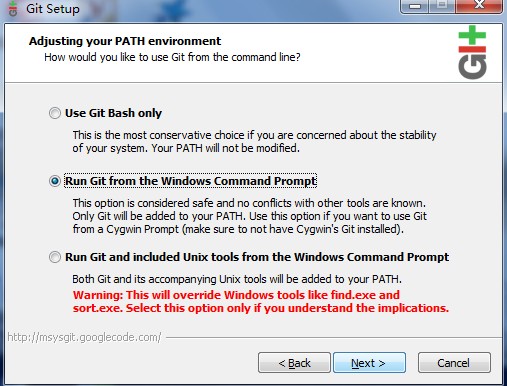 Git Setup
Adjusting your PATH environment
How would you like to use Git from the command line?
Git
Use Git Bash only
This is the most conservative choice if you are concerned about the stability
of your system. Your PATH will not be modified.
Run Git from the Windows Command Prompt
This option is considered safe and no conflicts with other tools are known.
Only Git will be added to your PATH. Use this option if you want to use Git
from a Cygwin Prompt (make sure to not have Cygwin's Git installed).
Run Git and included Unix tools from the Windows Command Prompt
Both Git and its accompanying Unix tools will be added to your PATH.
Warning: This will override Windows tools like find.exe and
sort.exe. Select this option only if you understand the implications.
http://msysgit.googlecode.com/
< Back
Next >
Cancel